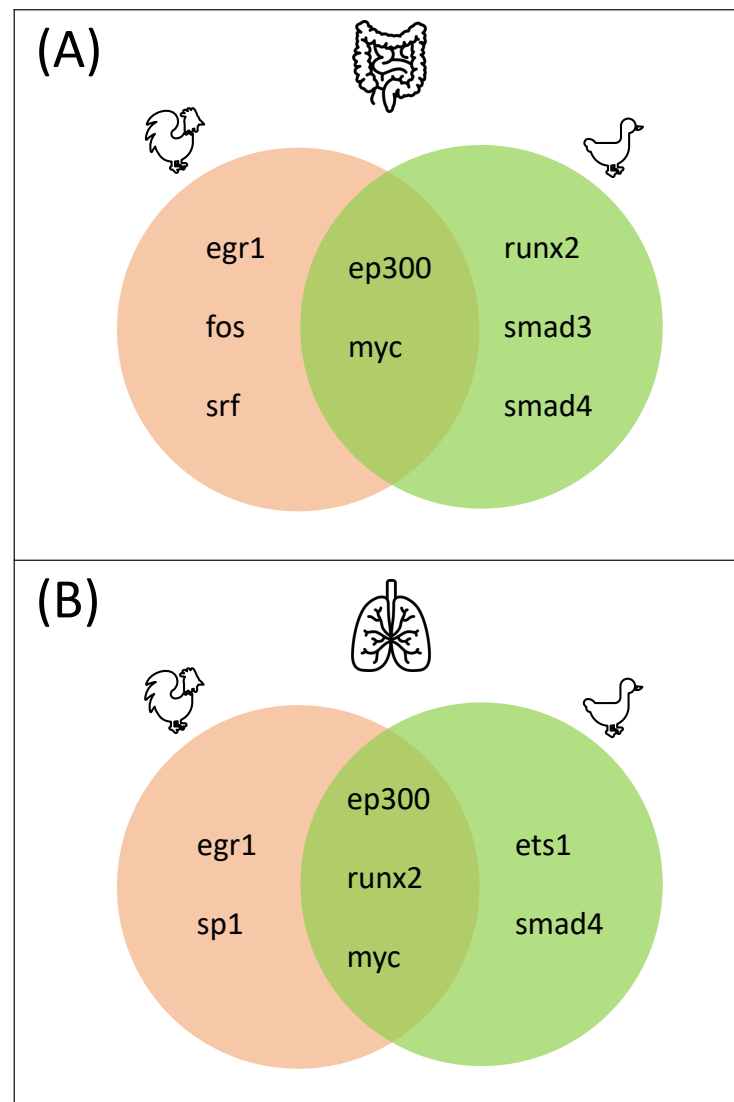 (A)
egr1
fos
srf
ep300
myc
runx2
smad3
smad4
(B)
egr1
sp1
ep300
runx2
myc
ets1
smad4